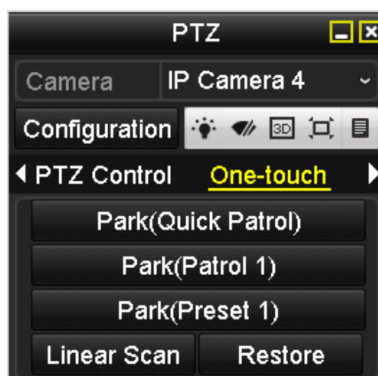 PTZ
Camera IP Camera 4
Configuration 3D
PTZ Control One-touch
Park(Quick Patrol)
Park(Patrol 1)
Park(Preset 1)
Linear Scan Restore